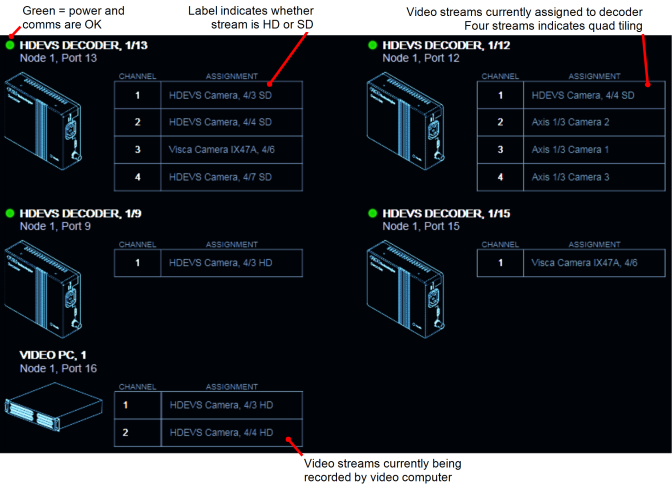 Green = power and
comms are OK
Label indicates whether
stream is HD or SD
Video streams currently assigned to decoder
Four streams indicates quad tiling
HDEVS DECODER, 1/13
Node 1, Port 13
CHANNEL ASSIGNMENT
1 HDEVS Camera, 4/3 SD
2 HDEVS Camera, 4/4 SD
3 Visca Camera IX47A, 4/6
4 HDEVS Camera, 4/7 SD
HDEVS DECODER, 1/12
Node 1, Port 12
CHANNEL ASSIGNMENT
1 HDEVS Camera, 4/4 SD
2 Axis 1/3 Camera 2
3 Axis 1/3 Camera 1
4 Axis 1/3 Camera 3
HDEVS DECODER, 1/9
Node 1, Port 9
CHANNEL ASSIGNMENT
1 HDEVS Camera, 4/3 HD
HDEVS DECODER, 1/15
Node 1, Port 15
CHANNEL ASSIGNMENT
1 Visca Camera IX47A, 4/6
VIDEO PC, 1
Node 1, Port 16
CHANNEL ASSIGNMENT
1 HDEVS Camera, 4/3 HD
2 HDEVS Camera, 4/4 HD
Video streams currently being
recorded by video computer